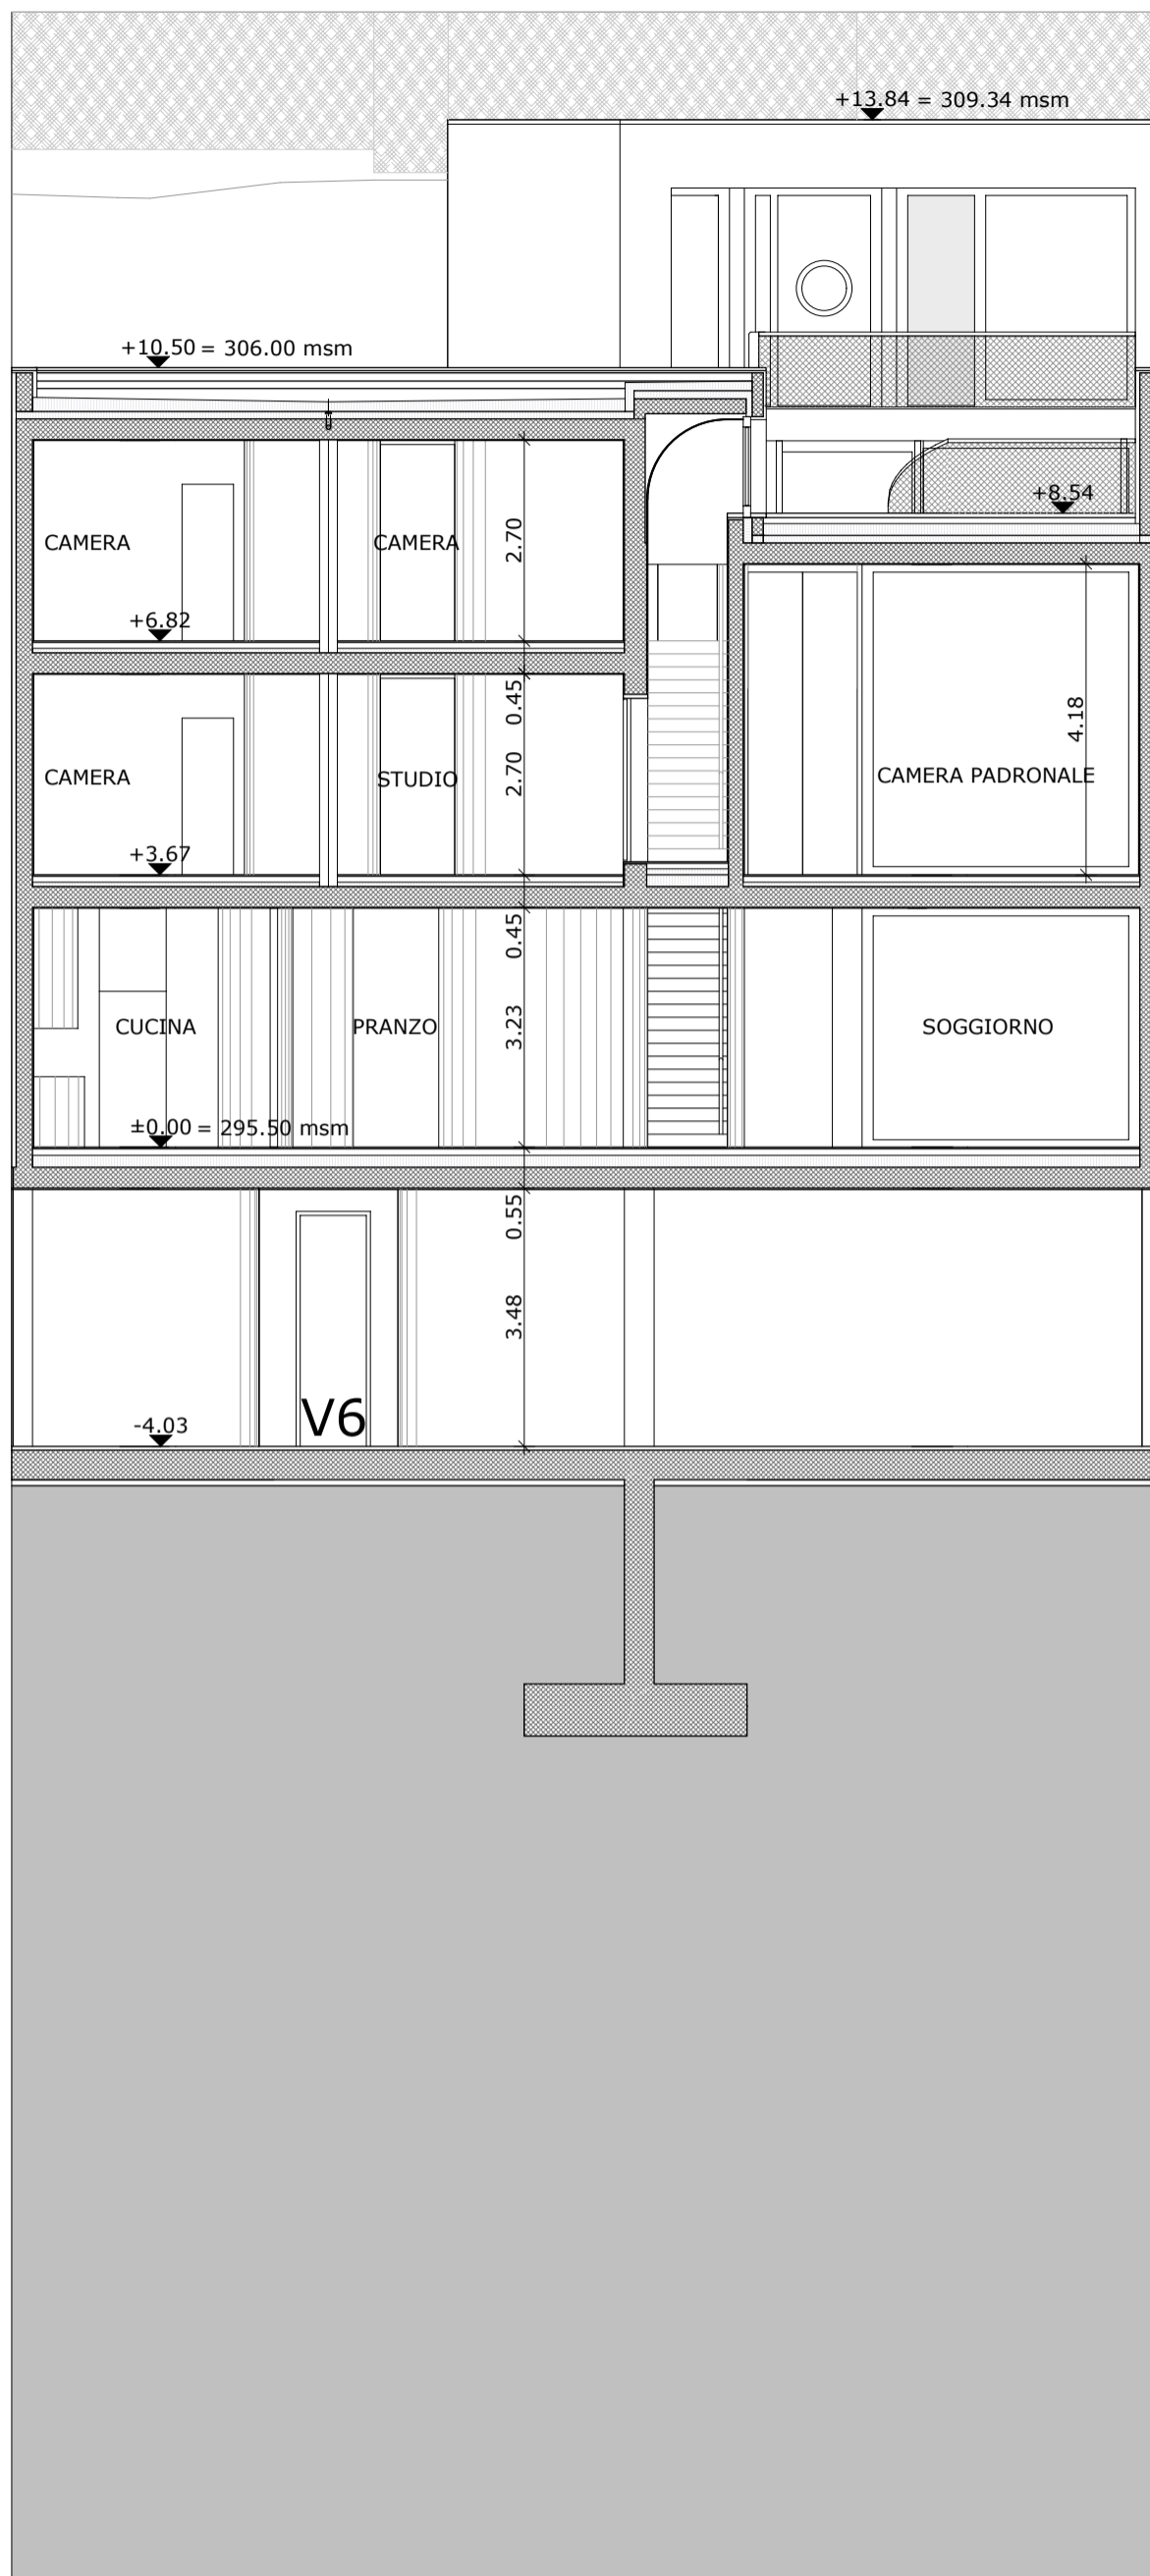 +13.84 = 309.34 msm
+10.50 = 306.00 msm
+8.54
CAMERA
CAMERA
2.70
+6.82
0.45
4.18
CAMERA
STUDIO
2.70
CAMERA PADRONALE
+3.67
0.45
CUCINA
PRANZO
3.23
SOGGIORNO
±0.00 = 295.50 msm
0.55
3.48
V6
-4.03